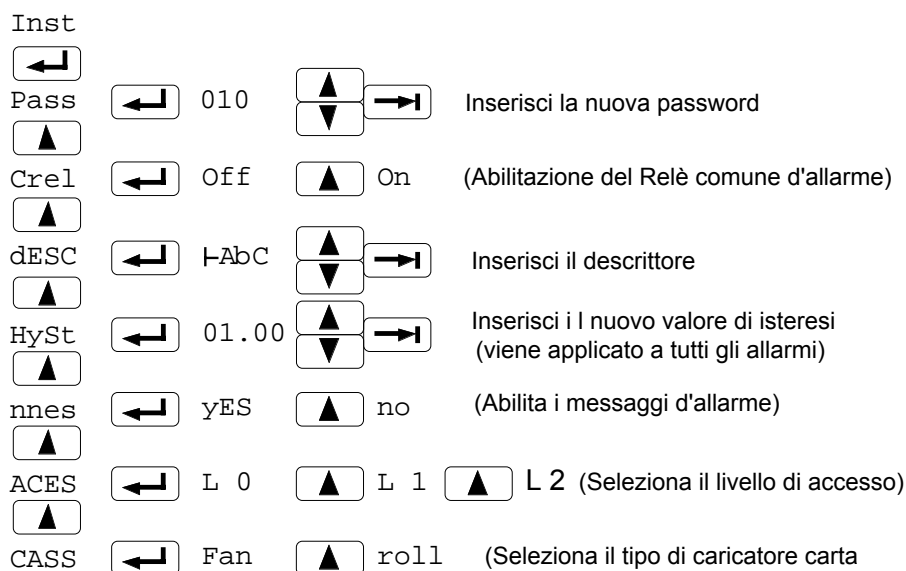 Inst
Pass 010 Inserisci la nuova password
Crel Off On (Abilitazione del Relè comune d'allarme)
dESC ⊢AbC Inserisci il descrittore
HySt 01.00 Inserisci i l nuovo valore di isteresi
(viene applicato a tutti gli allarmi)
nnes yES no (Abilita i messaggi d'allarme)
ACES L 0 L 1 L 2 (Seleziona il livello di accesso)
CASS Fan roll (Seleziona il tipo di caricatore carta